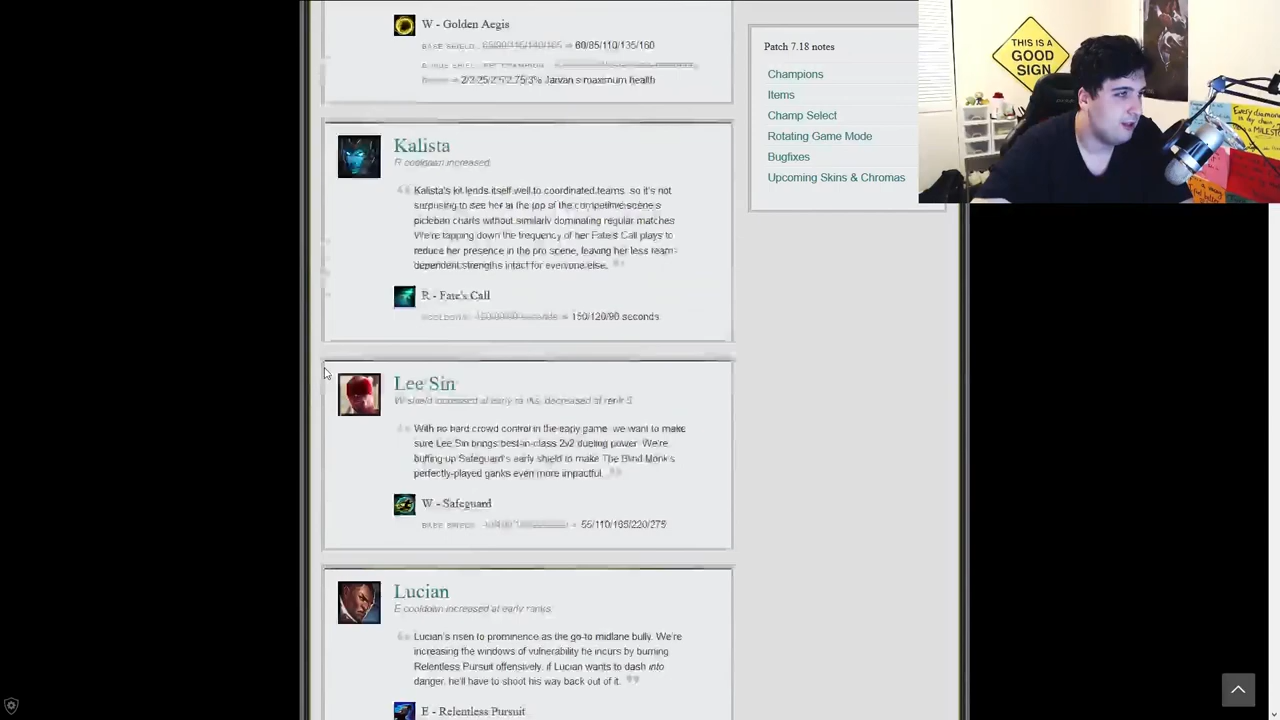 W - Golden Aegis
BASE SHIELD ⇒ 60/85/110/135/160
⇒ Jarvan's maximum health
Kalista
R cooldown increased.
Kalista's kit lends itself well to coordinated teams, so it's not
surprising to see her at the top of the competitive scene's
pick/ban charts without similarly dominating regular matches.
We're tapping down the frequency of her Fate's Call plays to
reduce her presence in the pro scene, leaving her less team-
dependent strengths intact for everyone else.
R - Fate's Call
COOLDOWN ⇒ 150/120/90 seconds
Lee Sin
W shield increased at early ranks, decreased at rank 5
With no hard crowd control in the early game, we want to make
sure Lee Sin brings best-in-class 2v2 dueling power. We're
buffing up Safeguard's early shield to make The Blind Monk's
perfectly-played ganks even more impactful.
W - Safeguard
BASE SHIELD ⇒ 55/110/165/220/275
Lucian
E cooldown increased at early ranks.
Lucian's risen to prominence as the go-to midlane bully. We're
increasing the windows of vulnerability he incurs by burning
Relentless Pursuit offensively. If Lucian wants to dash into
danger, he'll have to shoot his way back out of it.
E - Relentless Pursuit
Patch 7.18 notes
Champions
Items
Champ Select
Rotating Game Mode
Bugfixes
Upcoming Skins & Chromas
THIS IS A
GOOD
SIGN
Every diamond
MILESTO